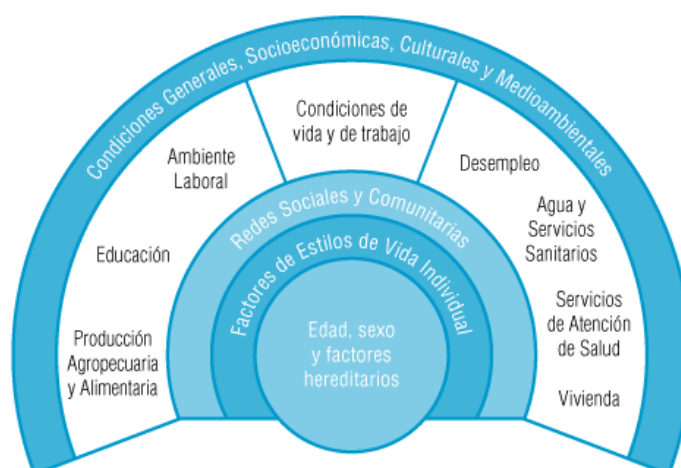 Condiciones Generales, Socioeconómicas, Culturales y Medioambientales
Condiciones de
vida y de trabajo
Ambiente
Laboral
Desempleo
Redes Sociales y Comunitarias
Agua y
Servicios
Sanitarios
Educación
Factores de Estilos de Vida Individual
Servicios
de Atención
de Salud
Edad, sexo
y factores
hereditarios
Producción
Agropecuaria
y Alimentaria
Vivienda